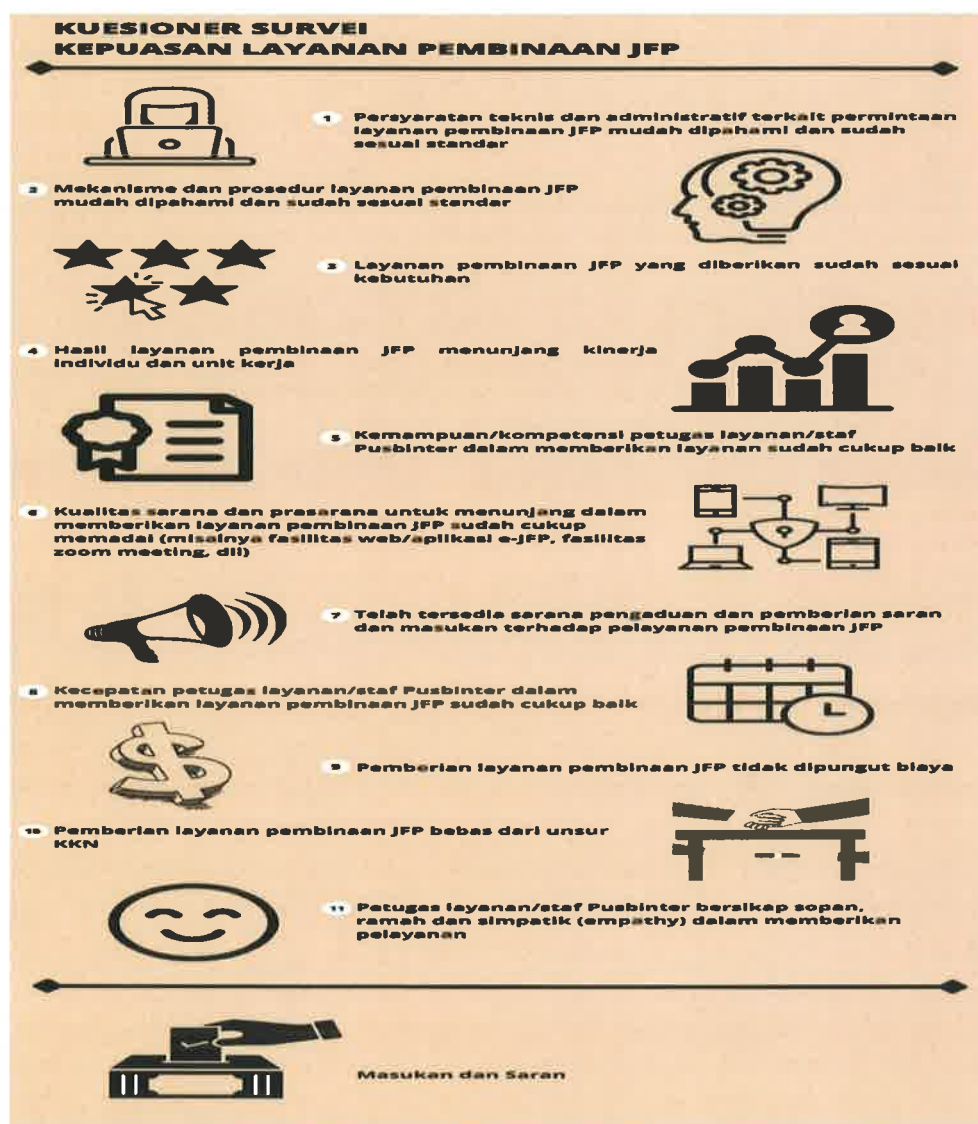 KUESIONER SURVEI
KEPUASAN LAYANAN PEMBINAAN JFP
1 Persyaratan teknis dan administratif terkait permintaan
layanan pembinaan JFP mudah dipahami dan sudah
sesuai standar
2 Mekanisme dan prosedur layanan pembinaan JFP
mudah dipahami dan sudah sesuai standar
3 Layanan pembinaan JFP yang diberikan sudah sesuai
kebutuhan
4 Hasil layanan pembinaan JFP menunjang kinerja
individu dan unit kerja
5 Kemampuan/kompetensi petugas layanan/staf
Pusbinter dalam memberikan layanan sudah cukup baik
6 Kualitas sarana dan prasarana untuk menunjang dalam
memberikan layanan pembinaan JFP sudah cukup
memadai (misalnya fasilitas web/aplikasi e-JFP, fasilitas
zoom meeting, dll)
7 Telah tersedia sarana pengaduan dan pemberian saran
dan masukan terhadap pelayanan pembinaan JFP
8 Kecepatan petugas layanan/staf Pusbinter dalam
memberikan layanan pembinaan JFP sudah cukup baik
9 Pemberian layanan pembinaan JFP tidak dipungut biaya
10 Pemberian layanan pembinaan JFP bebas dari unsur
KKN
11 Petugas layanan/staf Pusbinter bersikap sopan,
ramah dan simpatik (empathy) dalam memberikan
pelayanan
Masukan dan Saran